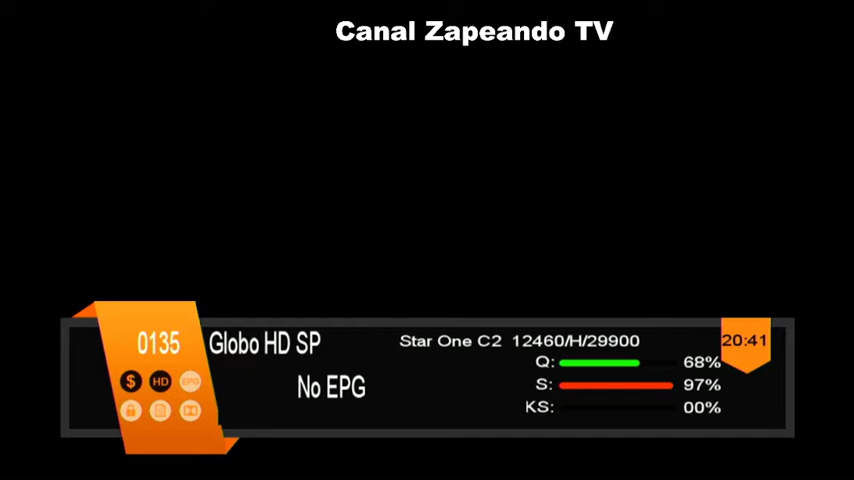 Canal Zapeando TV
0135 Globo HD SP Star One C2 12460/H/29900 20:41
Q: 68%
$ HD EPG No EPG S: 97%
KS: 00%